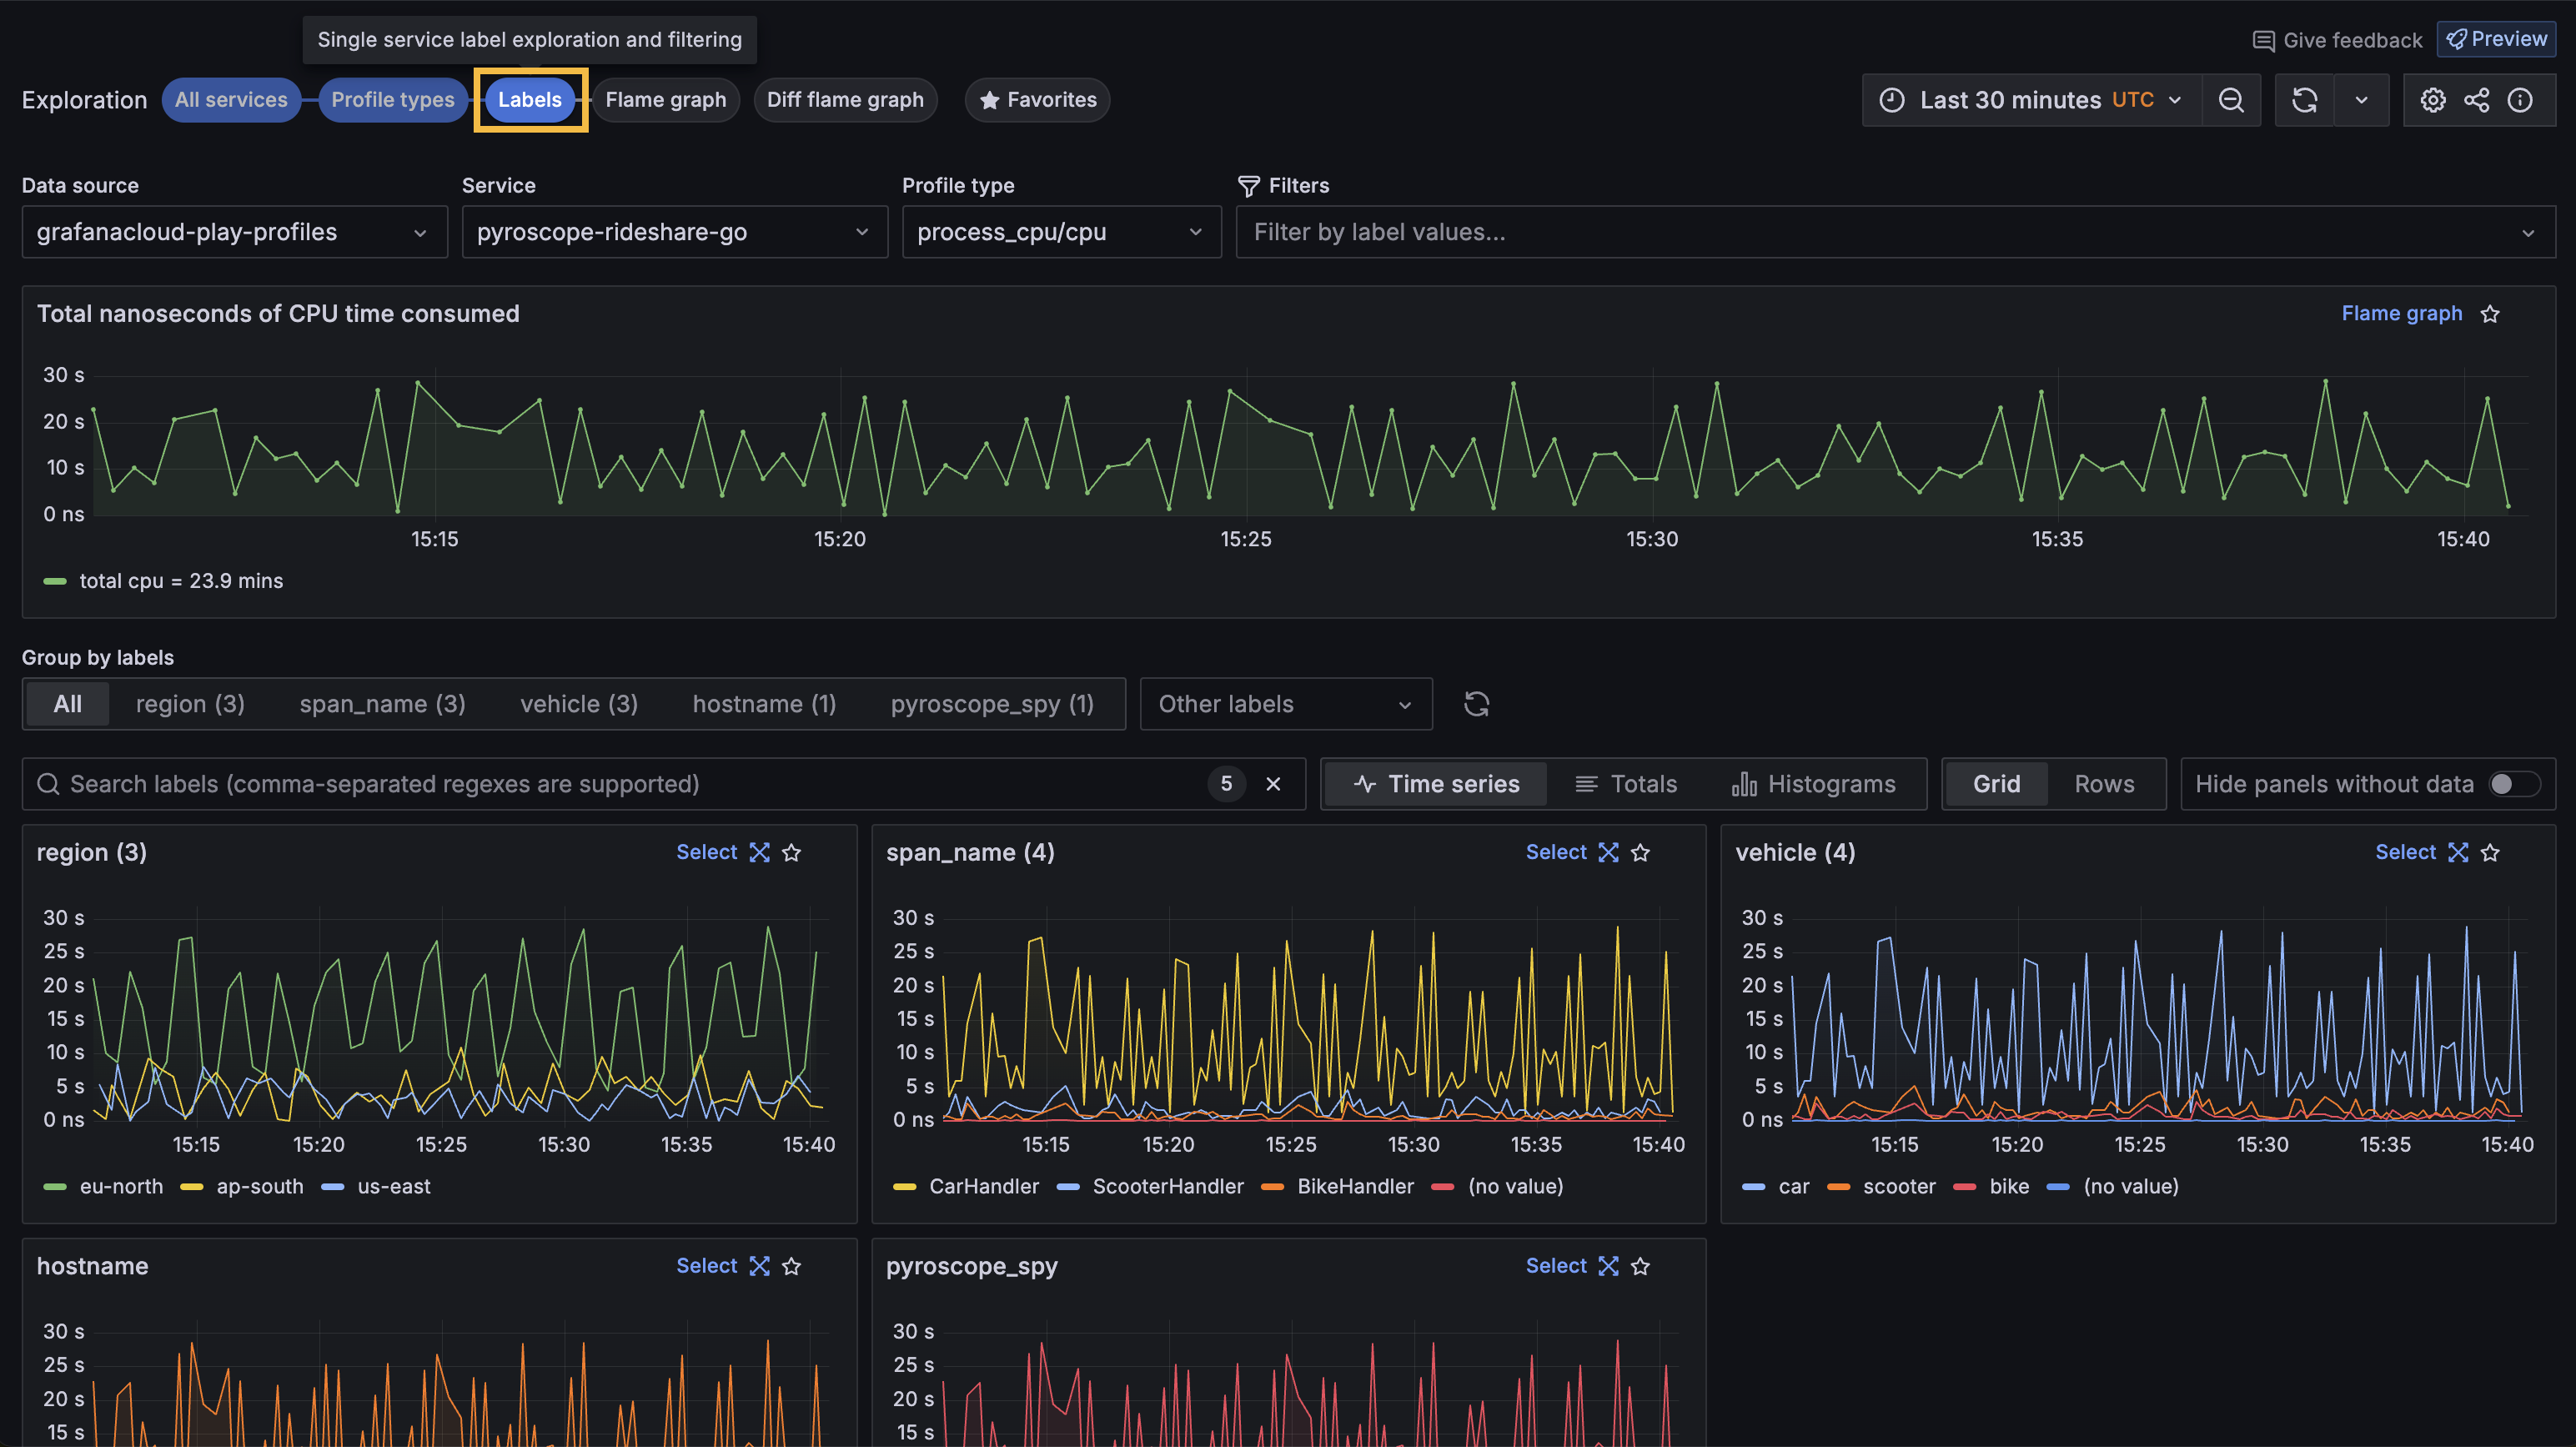 Single service label exploration and filtering
Give feedback Preview
Exploration All services Profile types Labels Flame graph Diff flame graph Favorites Last 30 minutes UTC
Data source Service Profile type Filters
grafanacloud-play-profiles pyroscope-rideshare-go process_cpu/cpu Filter by label values...
Total nanoseconds of CPU time consumed Flame graph
30 s
20 s
10 s
0 ns
15:15 15:20 15:25 15:30 15:35 15:40
total cpu = 23.9 mins
Group by labels
All region (3) span_name (3) vehicle (3) hostname (1) pyroscope_spy (1) Other labels
Search labels (comma-separated regexes are supported) 5 Time series Totals Histograms Grid Rows Hide panels without data
region (3) Select
30 s
25 s
20 s
15 s
10 s
5 s
0 ns
15:15 15:20 15:25 15:30 15:35 15:40
eu-north ap-south us-east
span_name (4) Select
30 s
25 s
20 s
15 s
10 s
5 s
0 ns
15:15 15:20 15:25 15:30 15:35 15:40
CarHandler ScooterHandler BikeHandler (no value)
vehicle (4) Select
30 s
25 s
20 s
15 s
10 s
5 s
0 ns
15:15 15:20 15:25 15:30 15:35 15:40
car scooter bike (no value)
hostname Select
30 s
25 s
20 s
15 s
pyroscope_spy Select
30 s
25 s
20 s
15 s